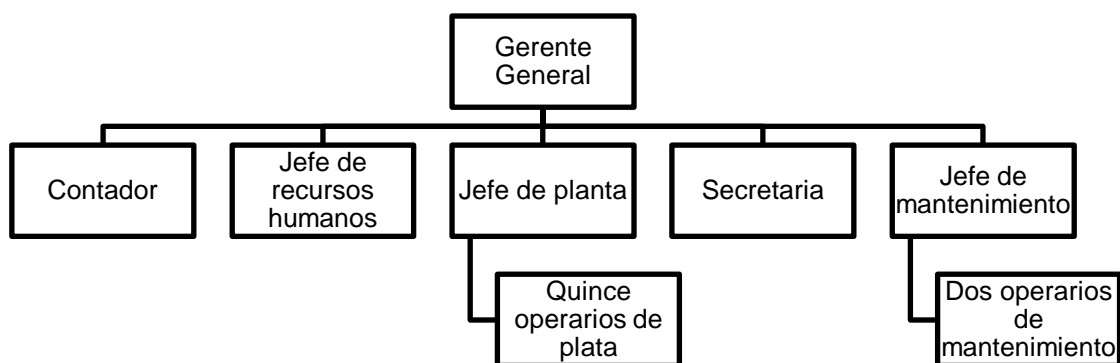 Gerente
General
Contador
Jefe de
recursos
humanos
Jefe de planta
Secretaria
Jefe de
mantenimiento
Quince
operarios de
plata
Dos operarios
de
mantenimiento